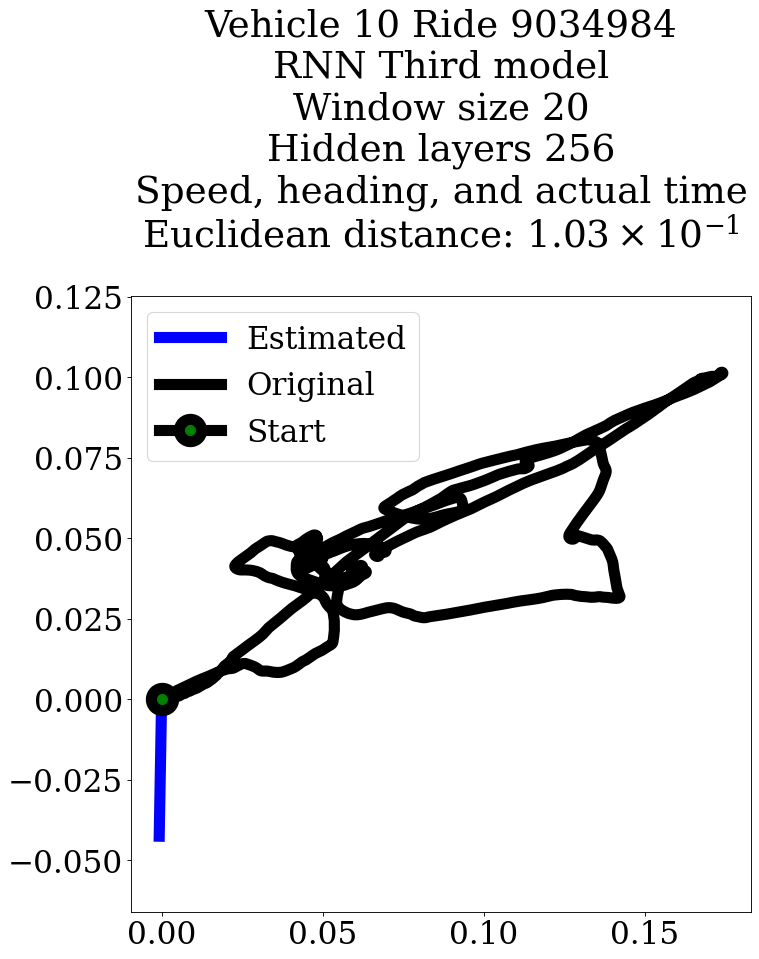 Vehicle 10 Ride 9034984
RNN Third model
Window size 20
Hidden layers 256
Speed, heading, and actual time
Euclidean distance: 1.03 × 10⁻¹
Estimated
Original
Start
0.125
0.100
0.075
0.050
0.025
0.000
−0.025
−0.050
0.00 0.05 0.10 0.15